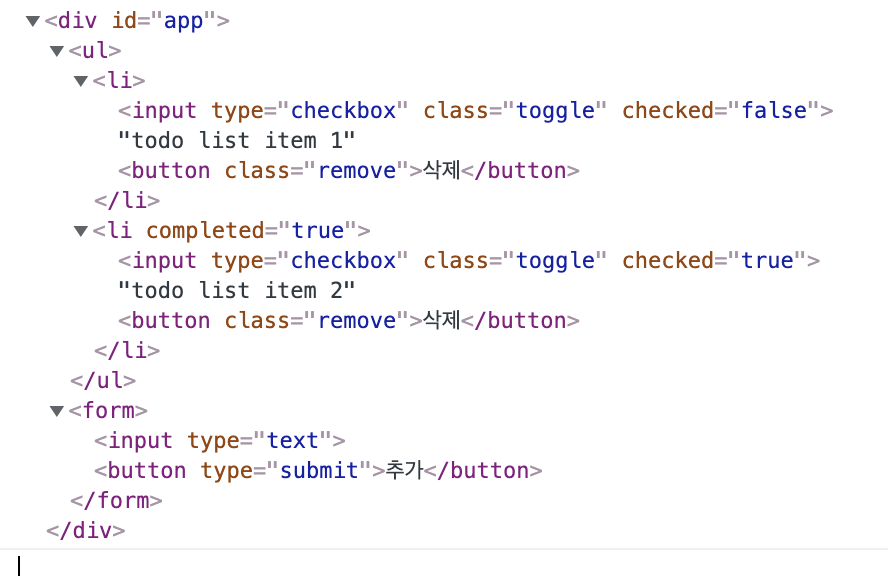 <div id="app">
<ul>
<li>
<input type="checkbox" class="toggle" checked="false">
"todo list item 1"
<button class="remove">삭제</button>
</li>
<li completed="true">
<input type="checkbox" class="toggle" checked="true">
"todo list item 2"
<button class="remove">삭제</button>
</li>
</ul>
<form>
<input type="text">
<button type="submit">추가</button>
</form>
</div>